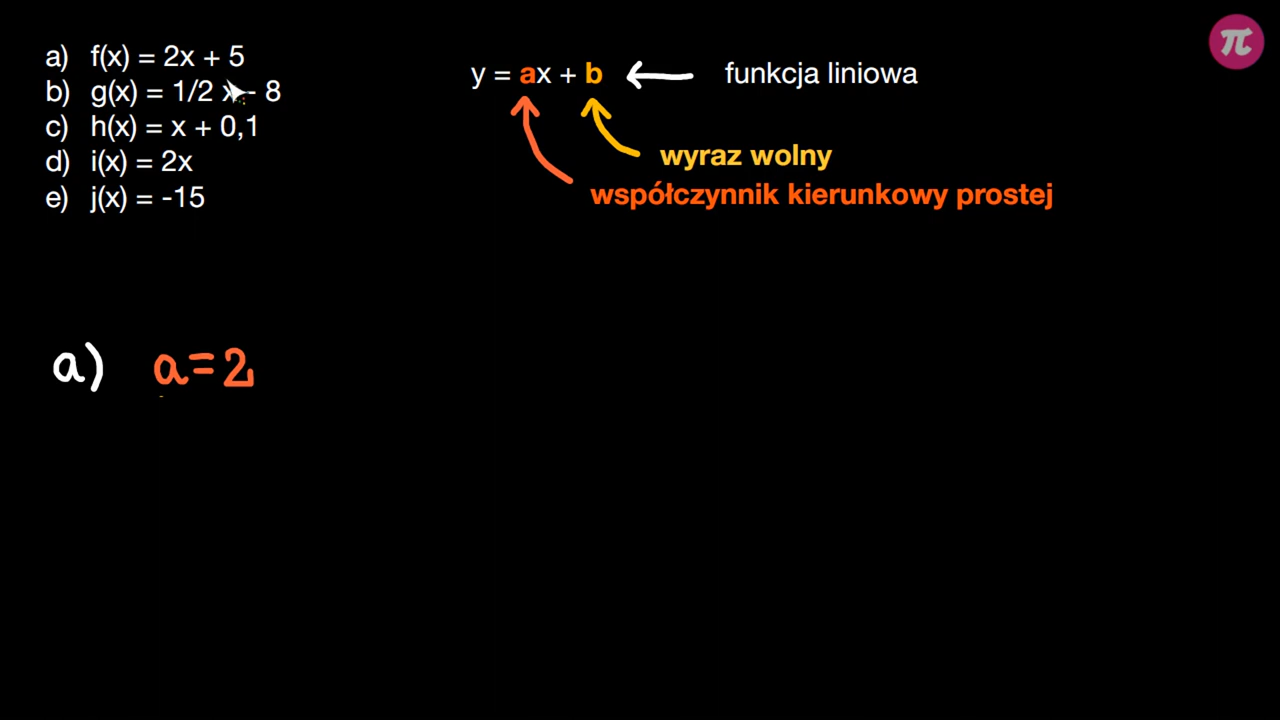 a) f(x) = 2x + 5
b) g(x) = 1/2 x - 8
c) h(x) = x + 0,1
d) i(x) = 2x
e) j(x) = -15
y = ax + b
funkcja liniowa
wyraz wolny
współczynnik kierunkowy prostej
a) a=2
π